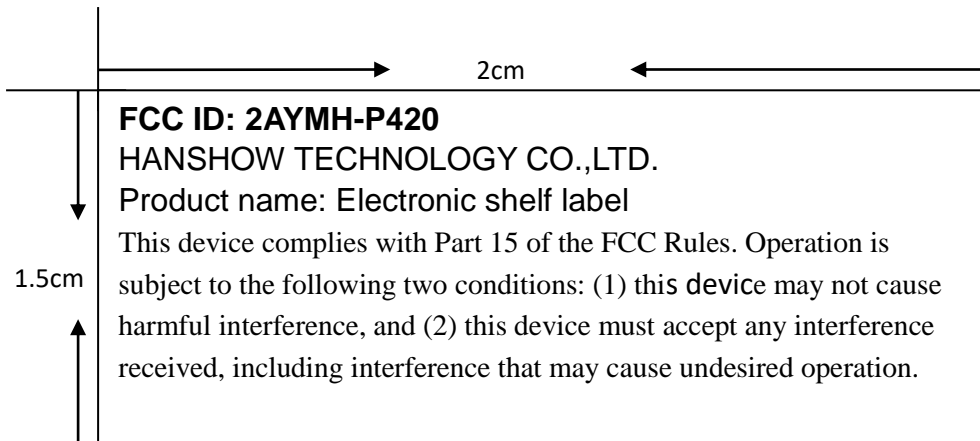 2cm
FCC ID: 2AYMH-P420
HANSHOW TECHNOLOGY CO.,LTD.
Product name: Electronic shelf label
This device complies with Part 15 of the FCC Rules. Operation is
1.5cm
subject to the following two conditions: (1) this device may not cause
harmful interference, and (2) this device must accept any interference
received, including interference that may cause undesired operation.